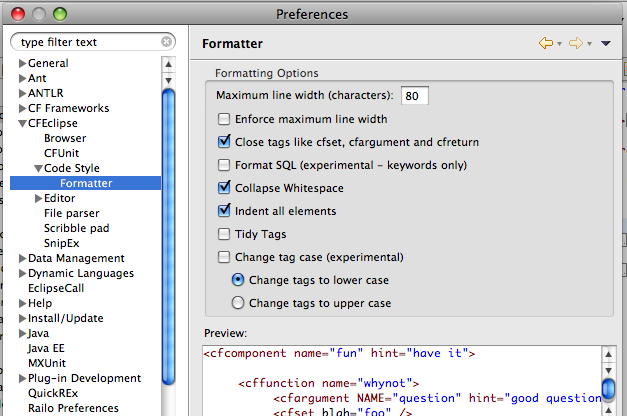 Preferences
type filter text
Formatter
General
Ant
ANTLR
CF Frameworks
CFEclipse
Browser
CFUnit
Code Style
Formatter
Editor
File parser
Scribble pad
SnipEx
Data Management
Dynamic Languages
EclipseCall
Help
Install/Update
Java
Java EE
MXUnit
Plug-in Development
QuickREx
Railo Preferences
Formatting Options
Maximum line width (characters): 80
Enforce maximum line width
Close tags like cfset, cfargument and cfreturn
Format SQL (experimental - keywords only)
Collapse Whitespace
Indent all elements
Tidy Tags
Change tag case (experimental)
Change tags to lower case
Change tags to upper case
Preview:
<cfcomponent name="fun" hint="have it">
<cffunction name="whynot">
<cfargument NAME="question" hint="good question
<cfset blah="foo" />